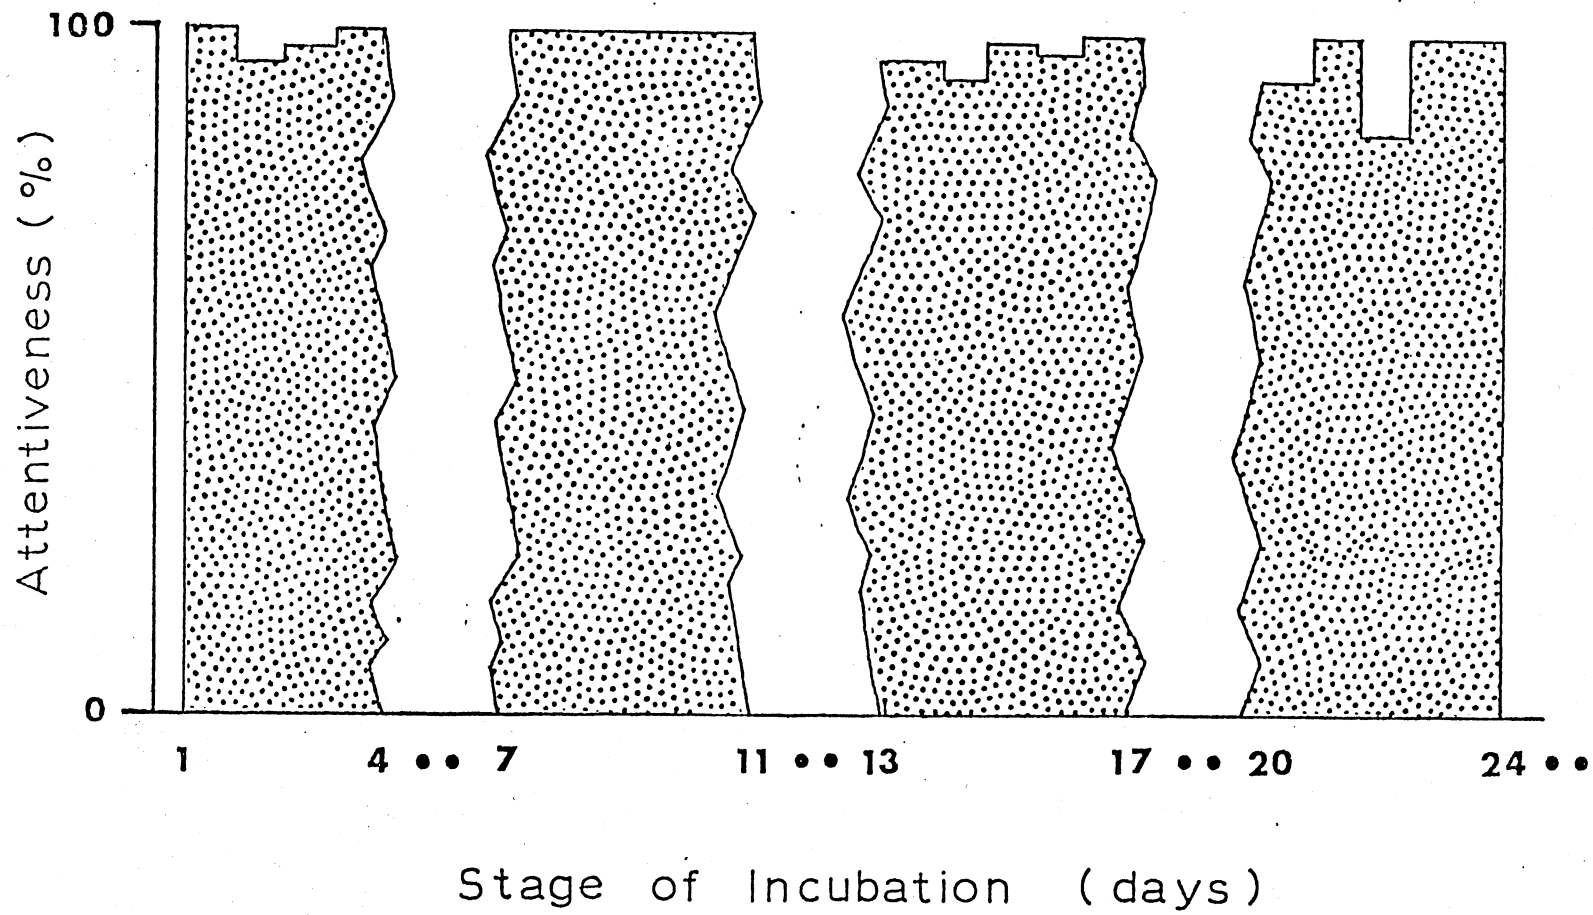 100
Attentiveness (%)
0
1 4 •• 7 11 •• 13 17 •• 20 24 ••
Stage of Incubation (days)